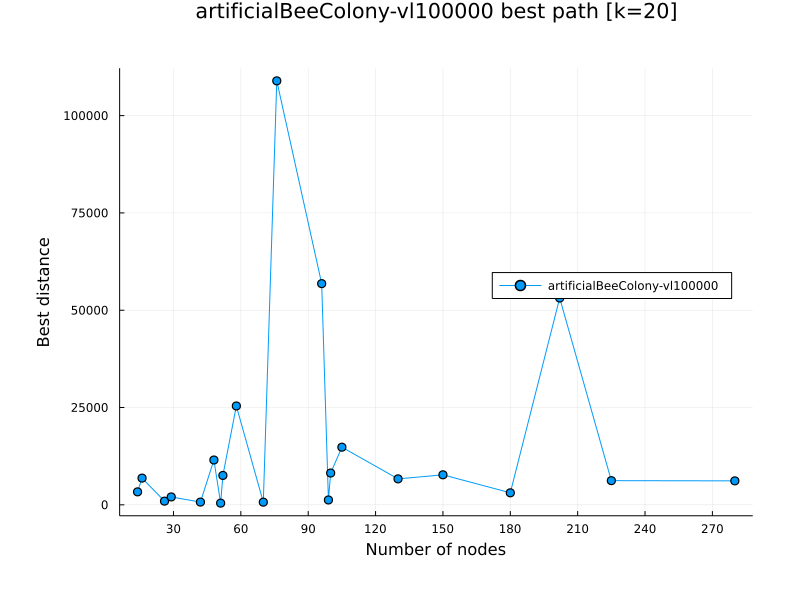 artificialBeeColony-vl100000 best path [k=20]
100000
75000
50000
25000
0
Best distance
artificialBeeColony-vl100000
30 60 90 120 150 180 210 240 270
Number of nodes